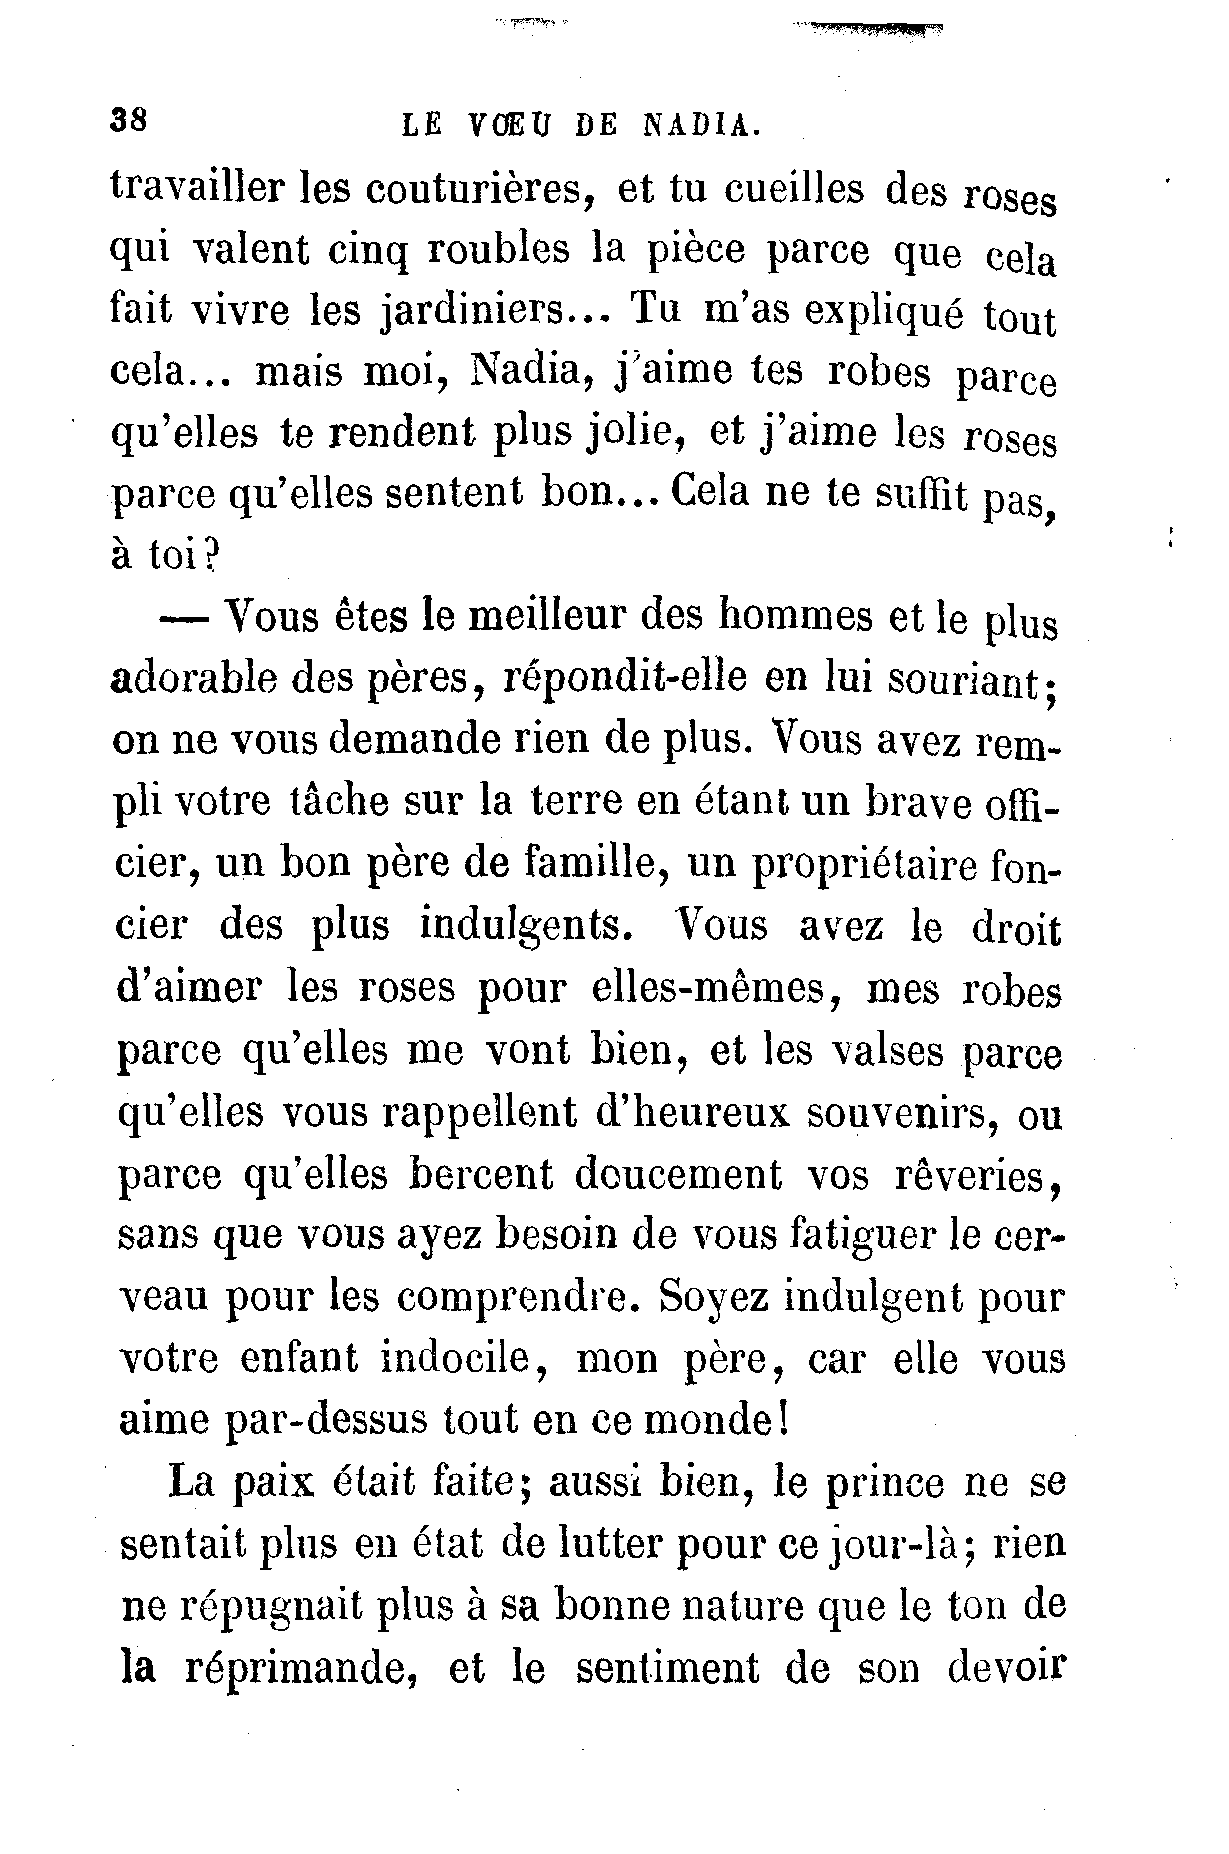 38 LE VŒU DE NADIA.
travailler les couturières, et tu cueilles des roses
qui valent cinq roubles la pièce parce que cela
fait vivre les jardiniers... Tu m'as expliqué tout
cela... mais moi, Nadia, j'aime tes robes parce
qu'elles te rendent plus jolie, et j'aime les roses
parce qu'elles sentent bon... Cela ne te suffit pas,
à toi?
— Vous êtes le meilleur des hommes et le plus
adorable des pères, répondit-elle en lui souriant;
on ne vous demande rien de plus. Vous avez rem-
pli votre tâche sur la terre en étant un brave offi-
cier, un bon père de famille, un propriétaire fon-
cier des plus indulgents. Vous avez le droit
d'aimer les roses pour elles-mêmes, mes robes
parce qu'elles me vont bien, et les valses parce
qu'elles vous rappellent d'heureux souvenirs, ou
parce qu'elles bercent doucement vos rêveries,
sans que vous ayez besoin de vous fatiguer le cer-
veau pour les comprendre. Soyez indulgent pour
votre enfant indocile, mon père, car elle vous
aime par-dessus tout en ce monde!
La paix était faite; aussi bien, le prince ne se
sentait plus en état de lutter pour ce jour-là; rien
ne répugnait plus à sa bonne nature que le ton de
la réprimande, et le sentiment de son devoir